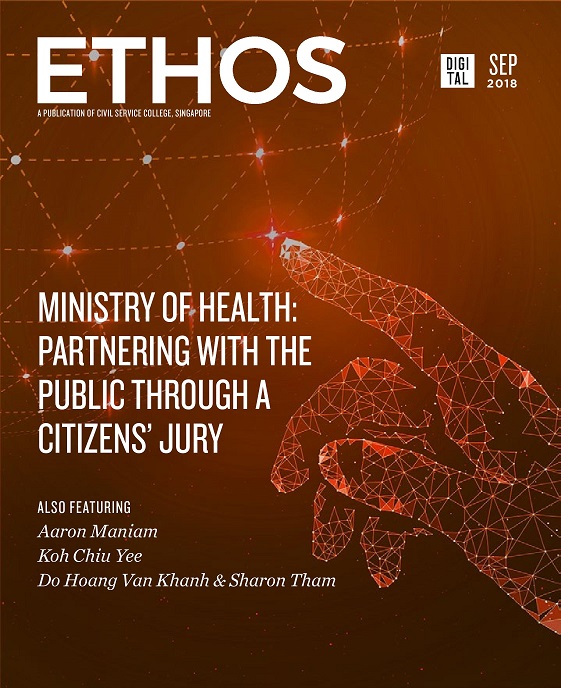 ETHOS
A PUBLICATION OF CIVIL SERVICE COLLEGE, SINGAPORE
DIGI
TAL
SEP
2018
MINISTRY OF HEALTH:
PARTNERING WITH THE
PUBLIC THROUGH A
CITIZENS’ JURY
ALSO FEATURING
Aaron Maniam
Koh Chiu Yee
Do Hoang Van Khanh & Sharon Tham